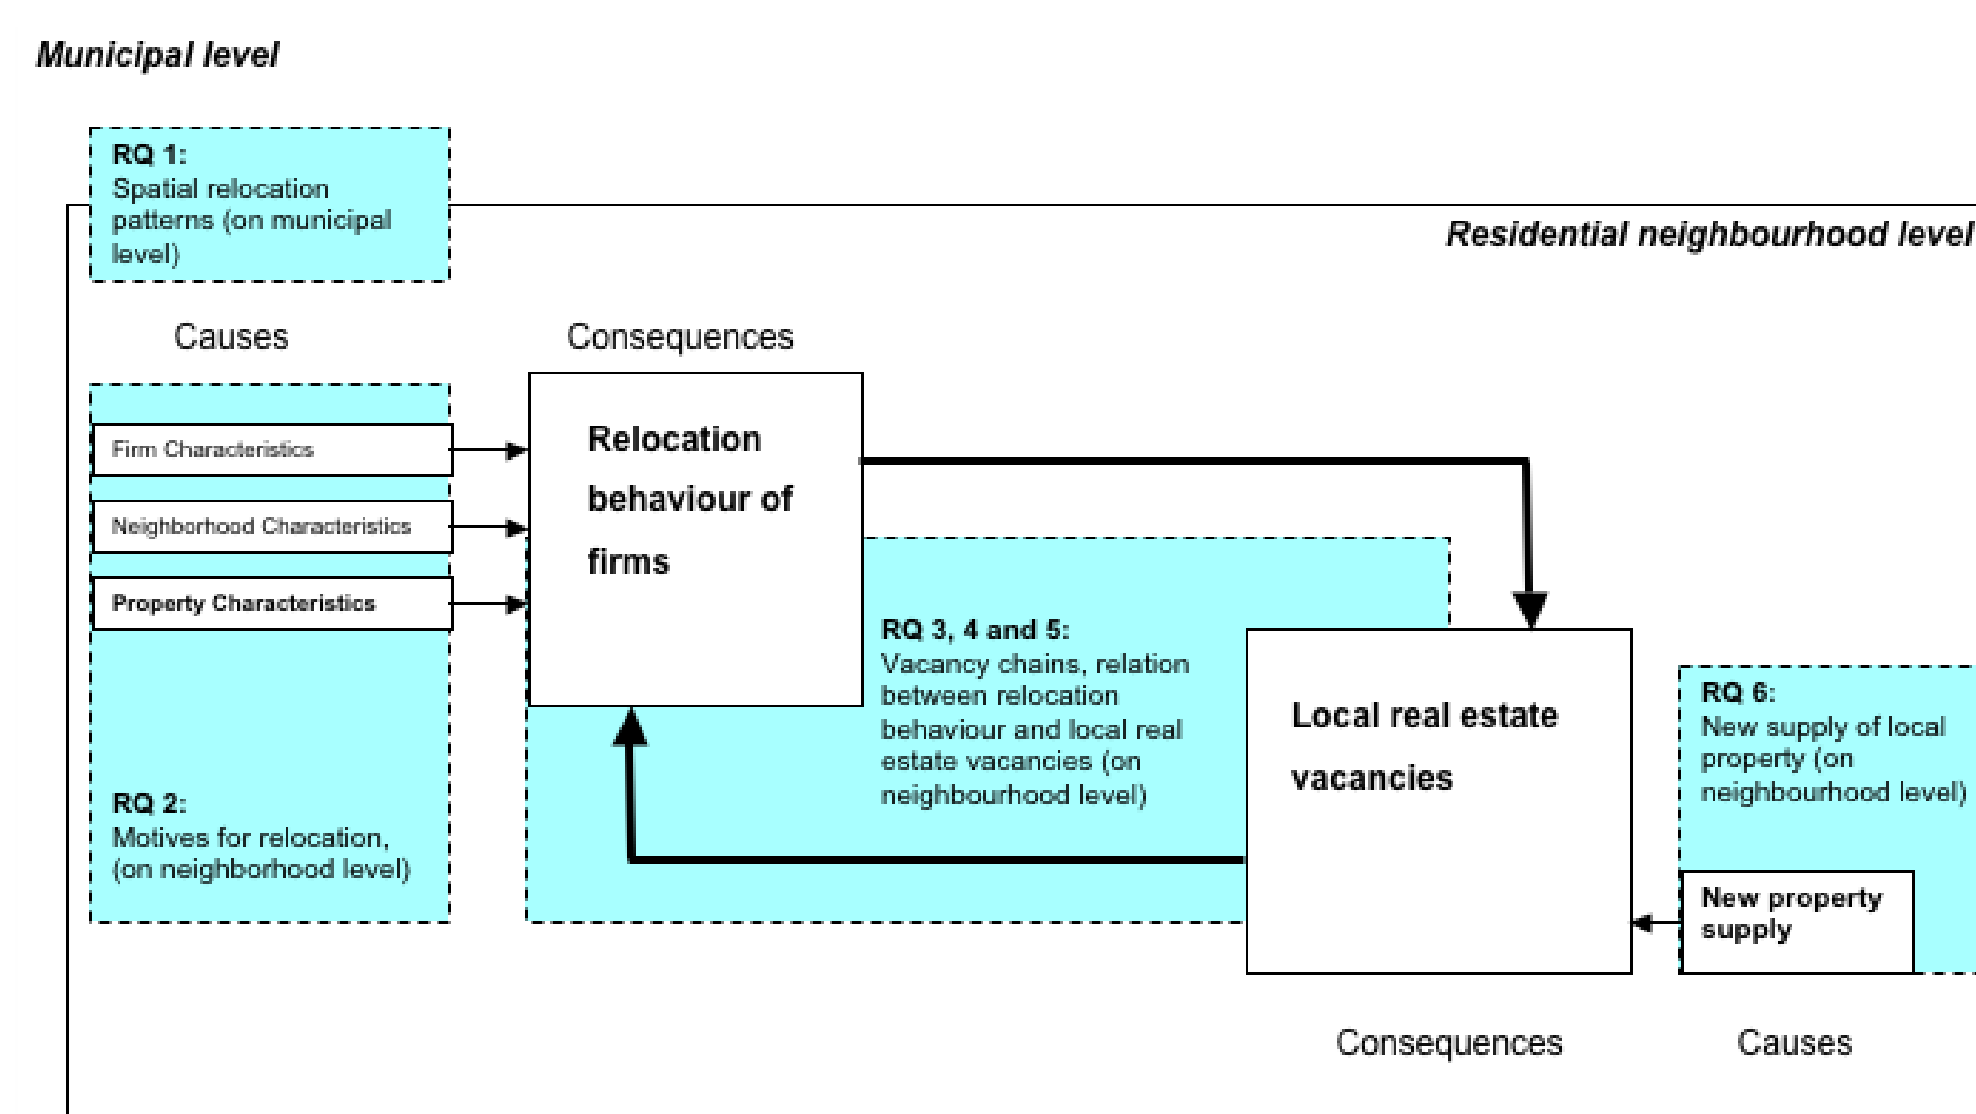 Municipal level
RQ 1:
Spatial relocation
patterns (on municipal
level)
Residential neighbourhood level
Causes
Consequences
Firm Characteristics
Neighborhood Characteristics
Property Characteristics
RQ 2:
Motives for relocation,
(on neighborhood level)
Relocation
behaviour of
firms
RQ 3, 4 and 5:
Vacancy chains, relation
between relocation
behaviour and local real
estate vacancies (on
neighbourhood level)
Local real estate
vacancies
RQ 6:
New supply of local
property (on
neighbourhood level)
New property
supply
Consequences
Causes